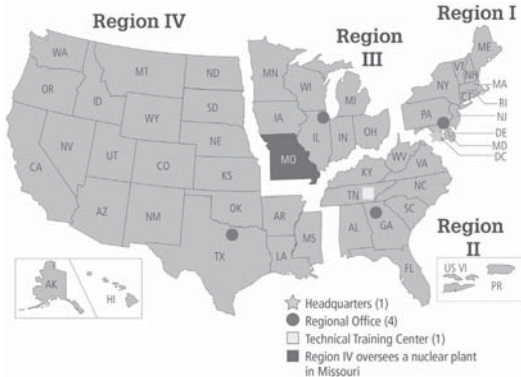 Region IV
Region III
Region I
WA
MT
ND
MN
ME
OR
ID
SD
WI
MI
VT
NH
NY
MA
CT
RI
WY
IA
PA
NJ
NV
NE
IL
IN
OH
DE
UT
CO
MO
WV
VA
MD
DC
CA
KS
KY
AZ
NM
OK
AR
TN
NC
TX
LA
MS
AL
GA
SC
FL
Region II
AK
HI
US VI
PR
Headquarters (1)
Regional Office (4)
Technical Training Center (1)
Region IV oversees a nuclear plant
in Missouri